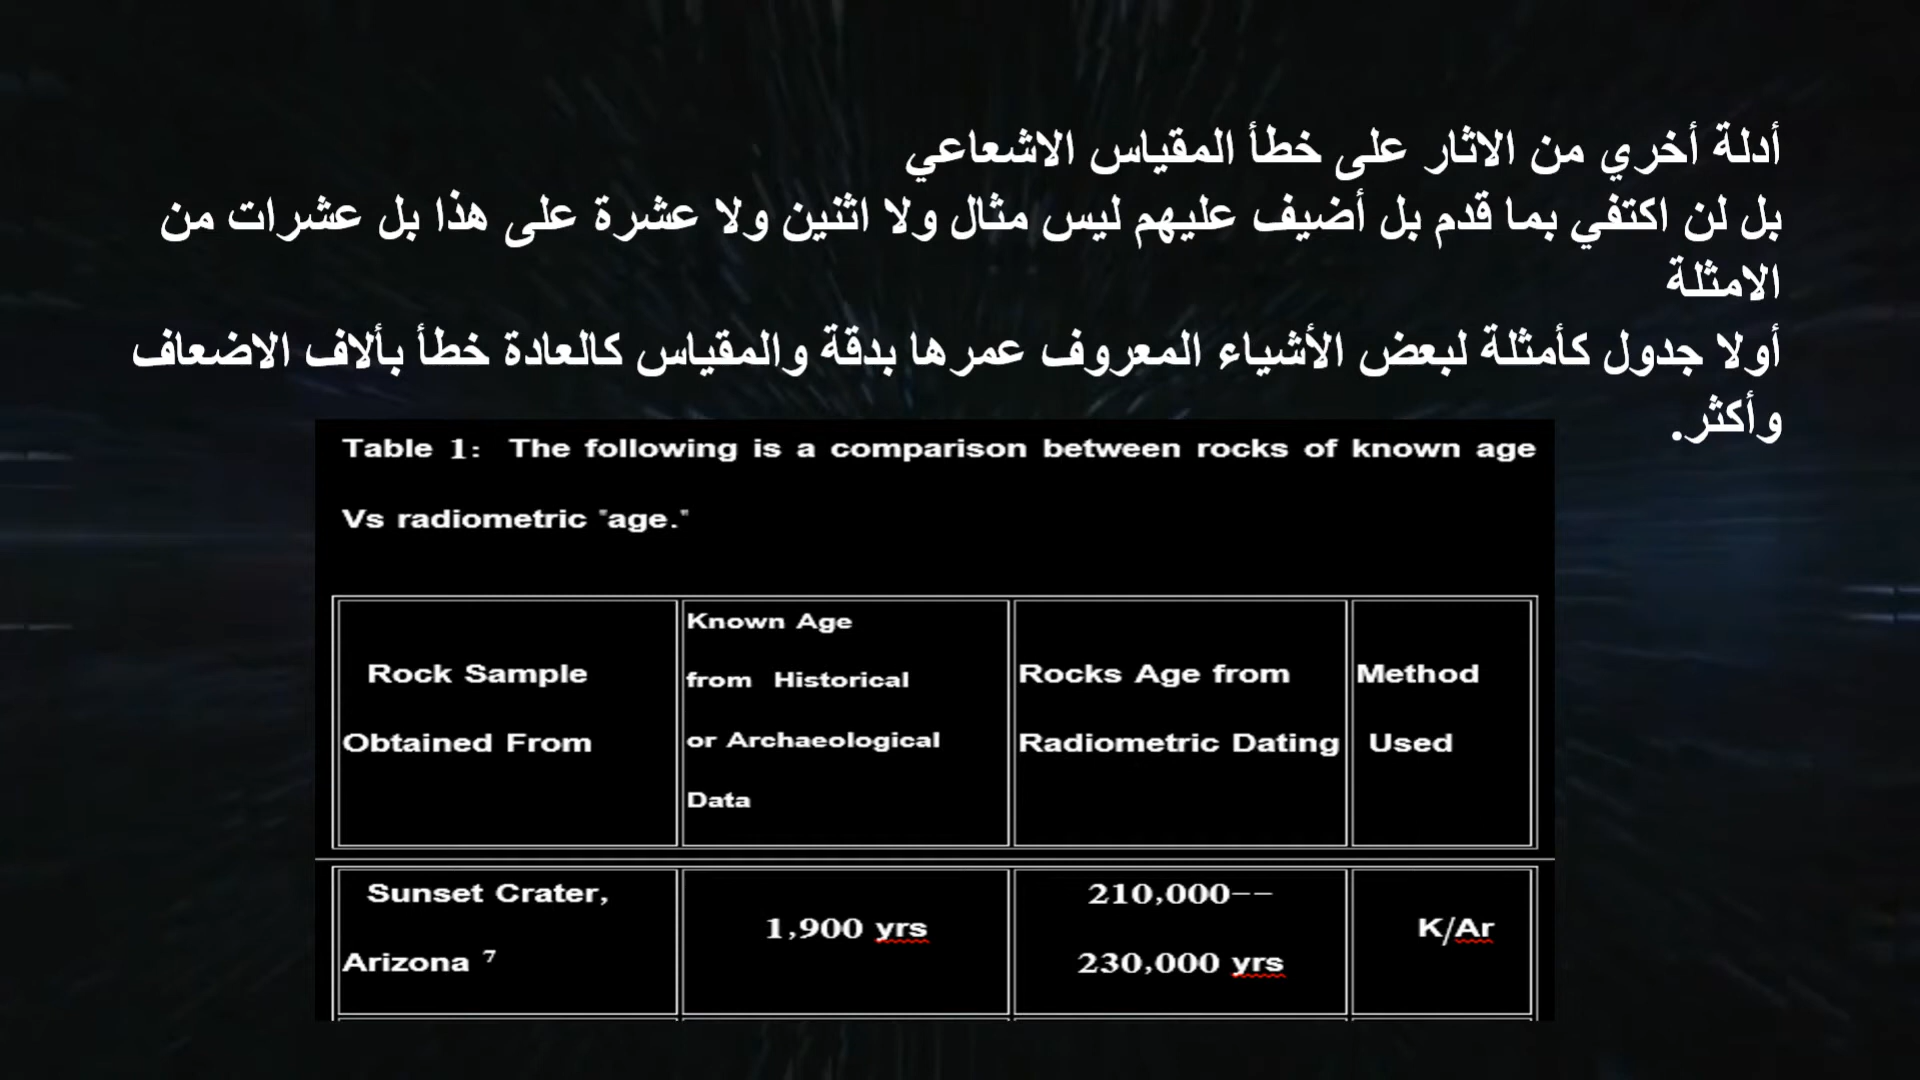 أدلة أخري من الاثار على خطأ المقياس الاشعاعي
بل لن اكتفي بما قدم بل أضيف عليهم ليس مثال ولا اثنين ولا عشرة على هذا بل عشرات من
الامثلة
أولا جدول كأمثلة لبعض الأشياء المعروف عمرها بدقة والمقياس كالعادة خطأ بألاف الاضعاف
وأكثر.
Table 1: The following is a comparison between rocks of known age
Vs radiometric "age."
Rock Sample
Obtained From
Known Age
from Historical
or Archaeological
Data
Rocks Age from
Radiometric Dating
Method
Used
Sunset Crater,
Arizona 7
1,900 yrs
210,000--
230,000 yrs
K/Ar